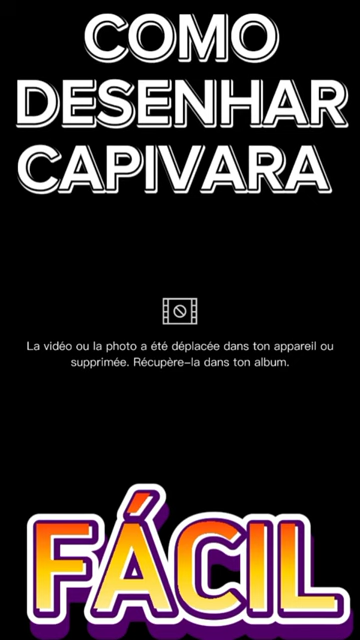 COMO
DESENHAR
CAPIVARA
La vidéo ou la photo a été déplacée dans ton appareil ou
supprimée. Récupère-la dans ton album.
FÁCIL